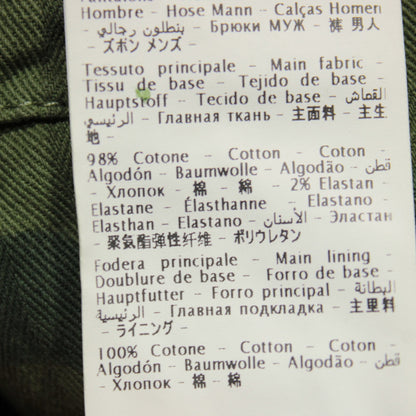 Hombre - Hose Mann - Calças Homem
- بنطلون رجالي - Брюки МУЖ - 裤 男人
- ズボン メンズ -
Tessuto principale - Main fabric -
Tissu de base - Tejido de base -
Hauptstoff - Tecido de base - القماش
الرئيسي - Главная ткань - 主面料 - 主生
地 -
98% Cotone - Cotton - Coton -
Algodón - Baumwolle - Algodão - قطن
- Хлопок - 棉 - 綿 - 2% Elastan -
Elastane - Élasthanne - Elastano -
Elasthan - Elastano - الأستان - Эластан
- 聚氨酯弹性纤维 - ポリウレタン
Fodera principale - Main lining -
Doublure de base - Forro de base -
Hauptfutter - Forro principal - البطانة
الرئيسية - Главная подкладка - 主里料
- ライニング -
100% Cotone - Cotton - Coton -
Algodón - Baumwolle - Algodão - قطن
- Хлопок - 棉 - 綿